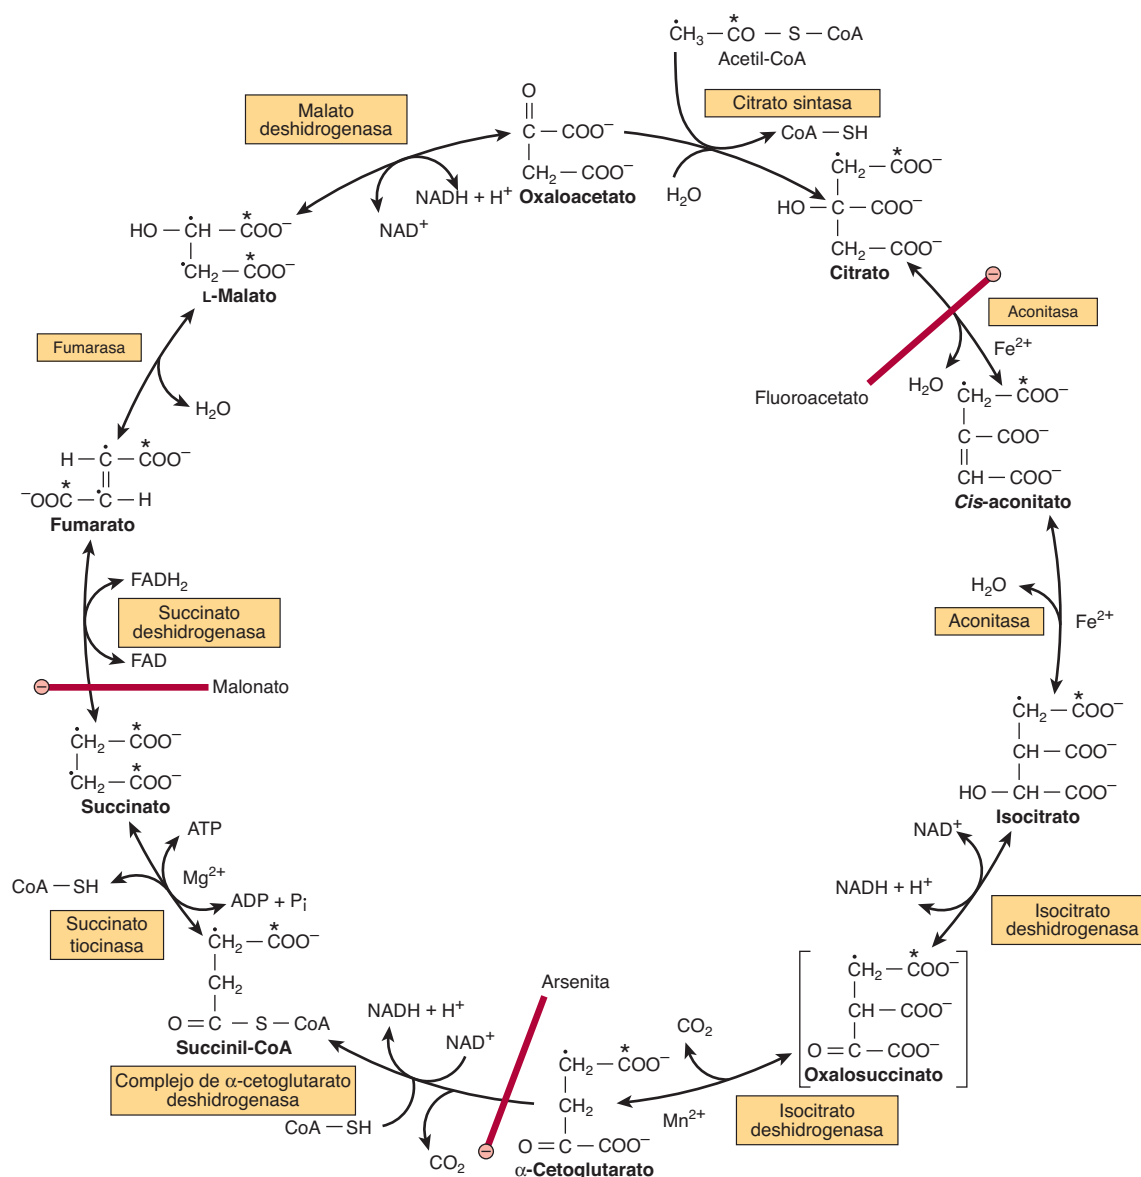 *
CH₃ — CO — S — CoA
Acetil-CoA
Citrato sintasa
CoA — SH
H₂O
O
C — COO⁻
CH₂ — COO⁻
Oxaloacetato
Malato
deshidrogenasa
NADH + H⁺
NAD⁺
*
CH₂ — COO⁻
HO — C — COO⁻
CH₂ — COO⁻
Citrato
Aconitasa
Fe²⁺
H₂O
Fluoroacetato
*
CH₂ — COO⁻
C — COO⁻
CH — COO⁻
Cis-aconitato
H₂O
Aconitasa
Fe²⁺
*
CH₂ — COO⁻
CH — COO⁻
HO — CH — COO⁻
Isocitrato
NAD⁺
NADH + H⁺
Isocitrato
deshidrogenasa
*
CH₂ — COO⁻
CH — COO⁻
O = C — COO⁻
Oxalosuccinato
CO₂
Mn²⁺
Isocitrato
deshidrogenasa
*
CH₂ — COO⁻
CH₂
O = C — COO⁻
α-Cetoglutarato
Arsenita
NADH + H⁺
NAD⁺
Complejo de α-cetoglutarato
deshidrogenasa
CoA — SH
CO₂
*
CH₂ — COO⁻
CH₂
O = C — S — CoA
Succinil-CoA
ATP
Mg²⁺
CoA — SH
ADP + Pi
Succinato
tiocinasa
*
CH₂ — COO⁻
*
CH₂ — COO⁻
Succinato
Malonato
FADH₂
Succinato
deshidrogenasa
FAD
*
H — C — COO⁻
*
⁻OOC — C — H
Fumarato
Fumarasa
H₂O
*
HO — CH — COO⁻
*
CH₂ — COO⁻
L-Malato